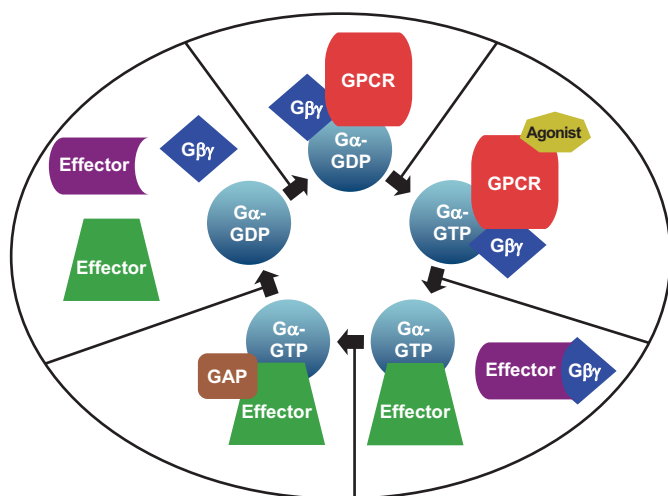 GPCR
Gβγ
Gα-
GDP
Agonist
GPCR
Gα-
GTP
Gβγ
Gα-
GTP
Effector
Effector
Gβγ
Gα-
GTP
GAP
Effector
Gα-
GDP
Effector
Gβγ
Effector